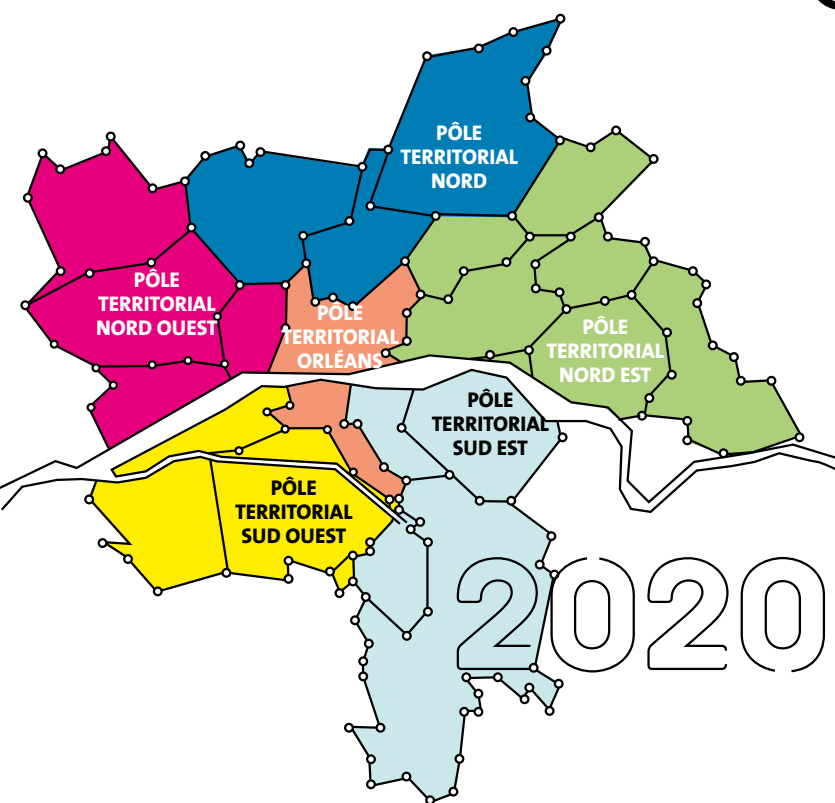 PÔLE
TERRITORIAL
NORD
PÔLE
TERRITORIAL
NORD OUEST
PÔLE
TERRITORIAL
ORLÉANS
PÔLE
TERRITORIAL
NORD EST
PÔLE
TERRITORIAL
SUD EST
PÔLE
TERRITORIAL
SUD OUEST
2020